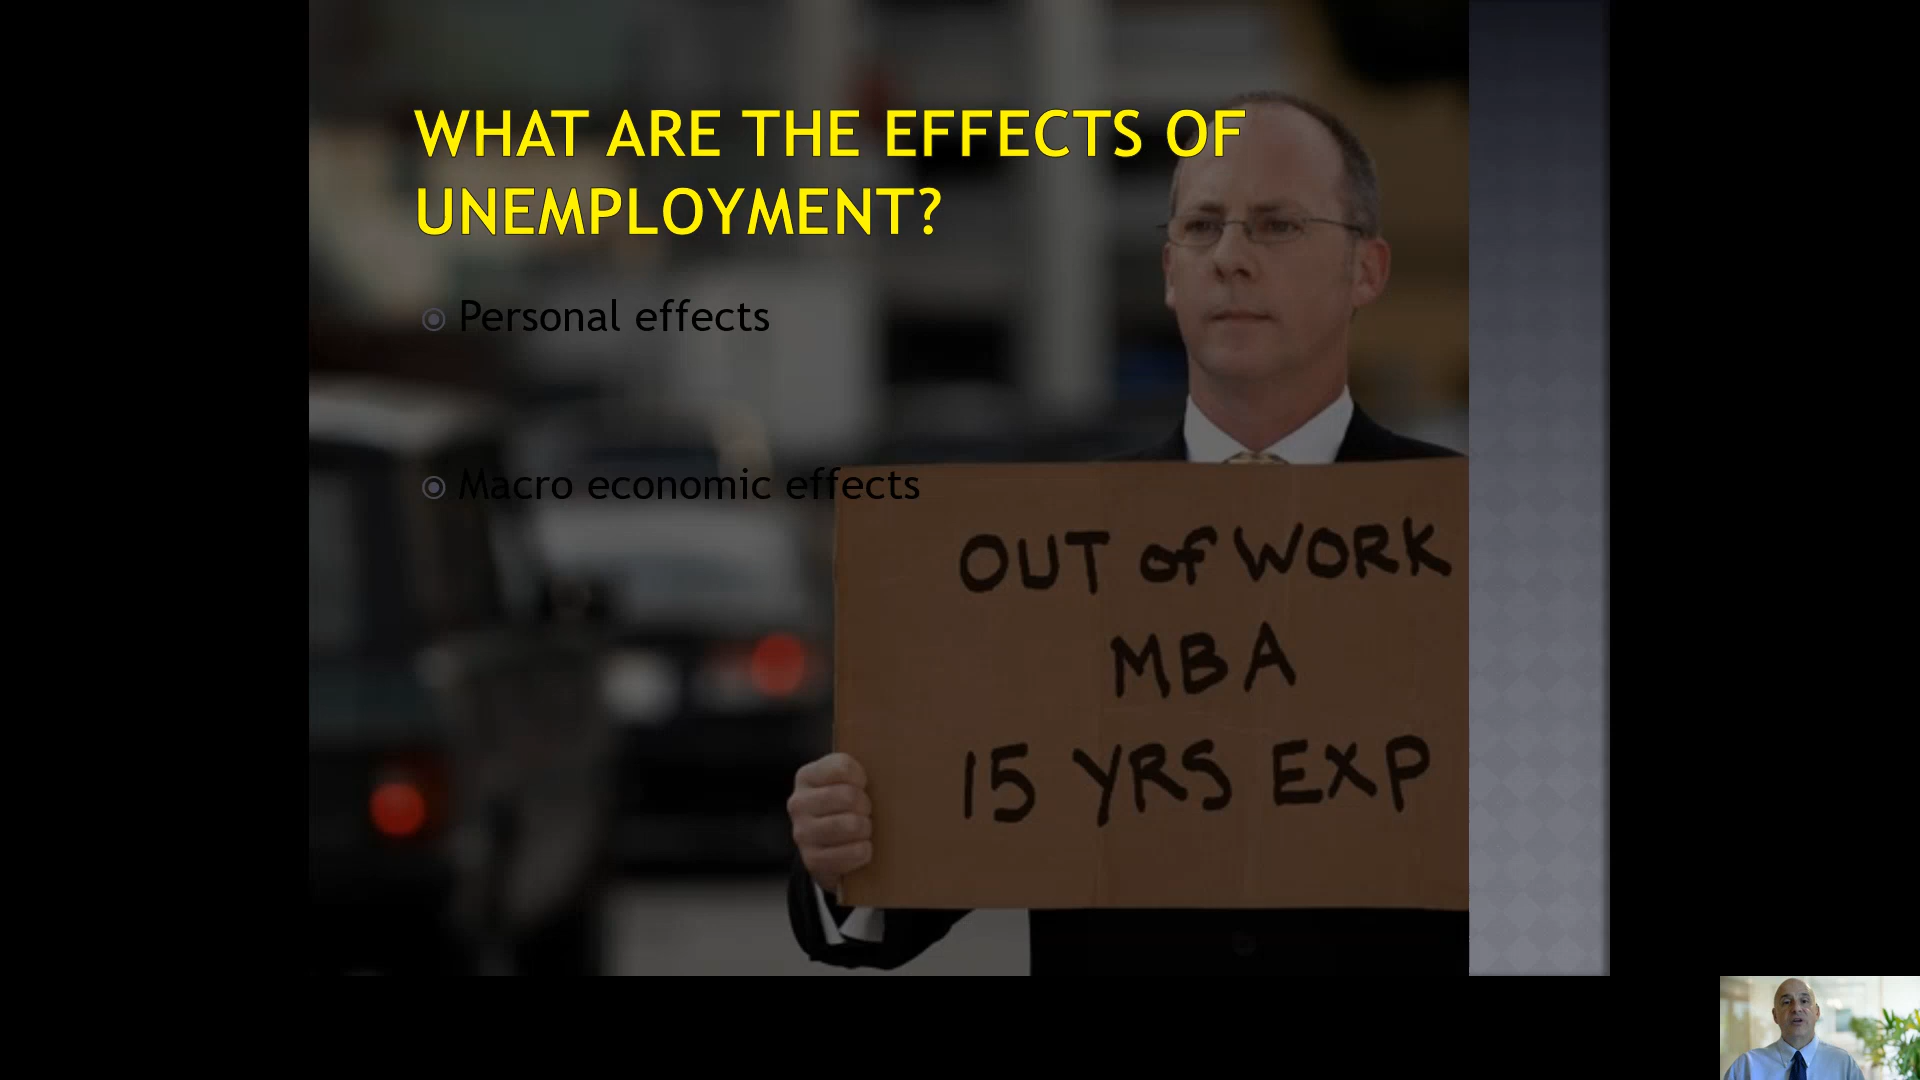 WHAT ARE THE EFFECTS OF
UNEMPLOYMENT?
Personal effects
Macro economic effects
OUT of WORK
MBA
15 YRS EXP